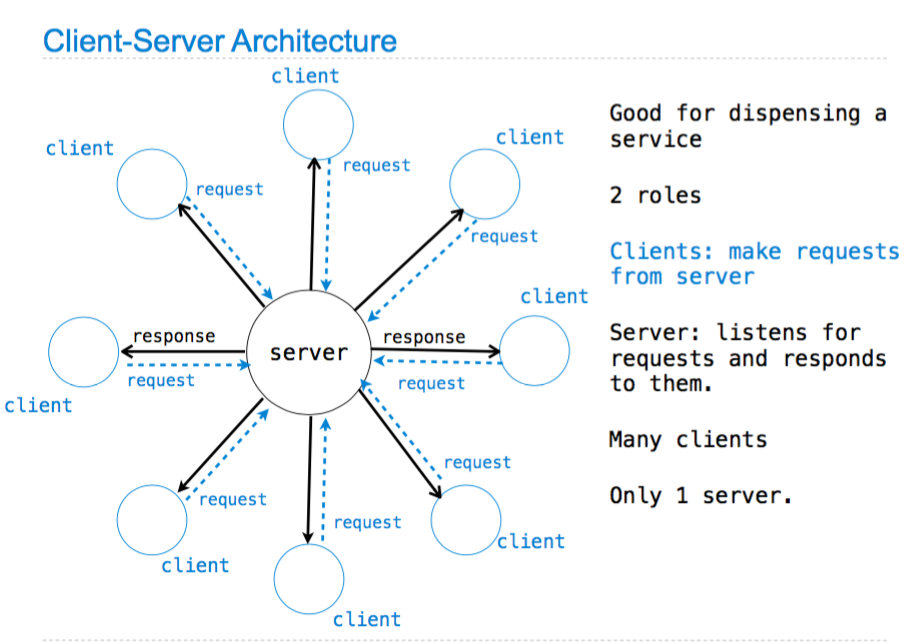 Client-Server Architecture
client
client
client
request
request
request
client
response
server
response
request
request
client
request
request
request
client
client
client
Good for dispensing a
service
2 roles
Clients: make requests
from server
Server: listens for
requests and responds
to them.
Many clients
Only 1 server.